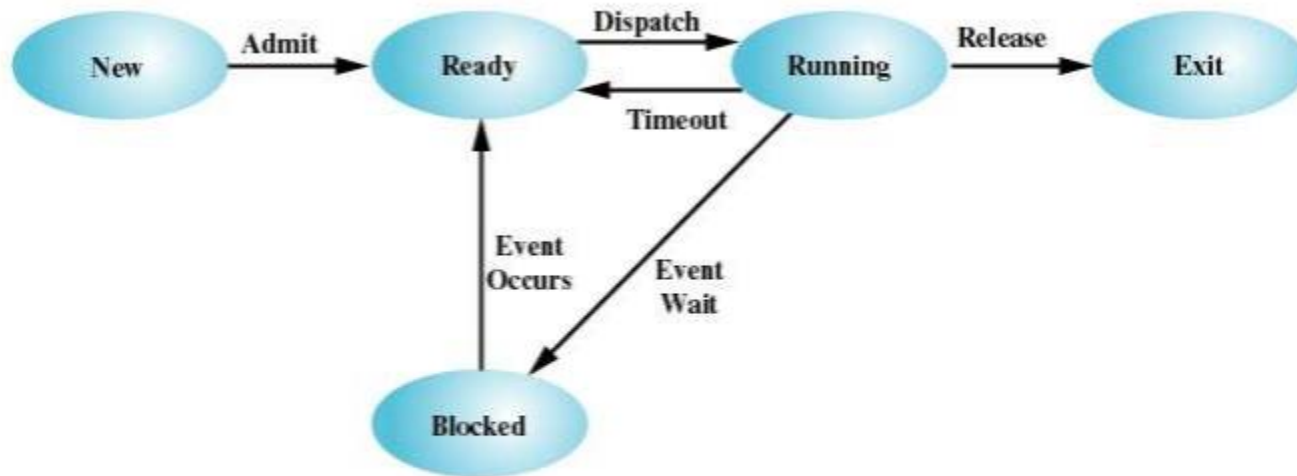 Dispatch
Admit
Release
New
Ready
Running
Exit
Timeout
Event
Occurs
Event
Wait
Blocked